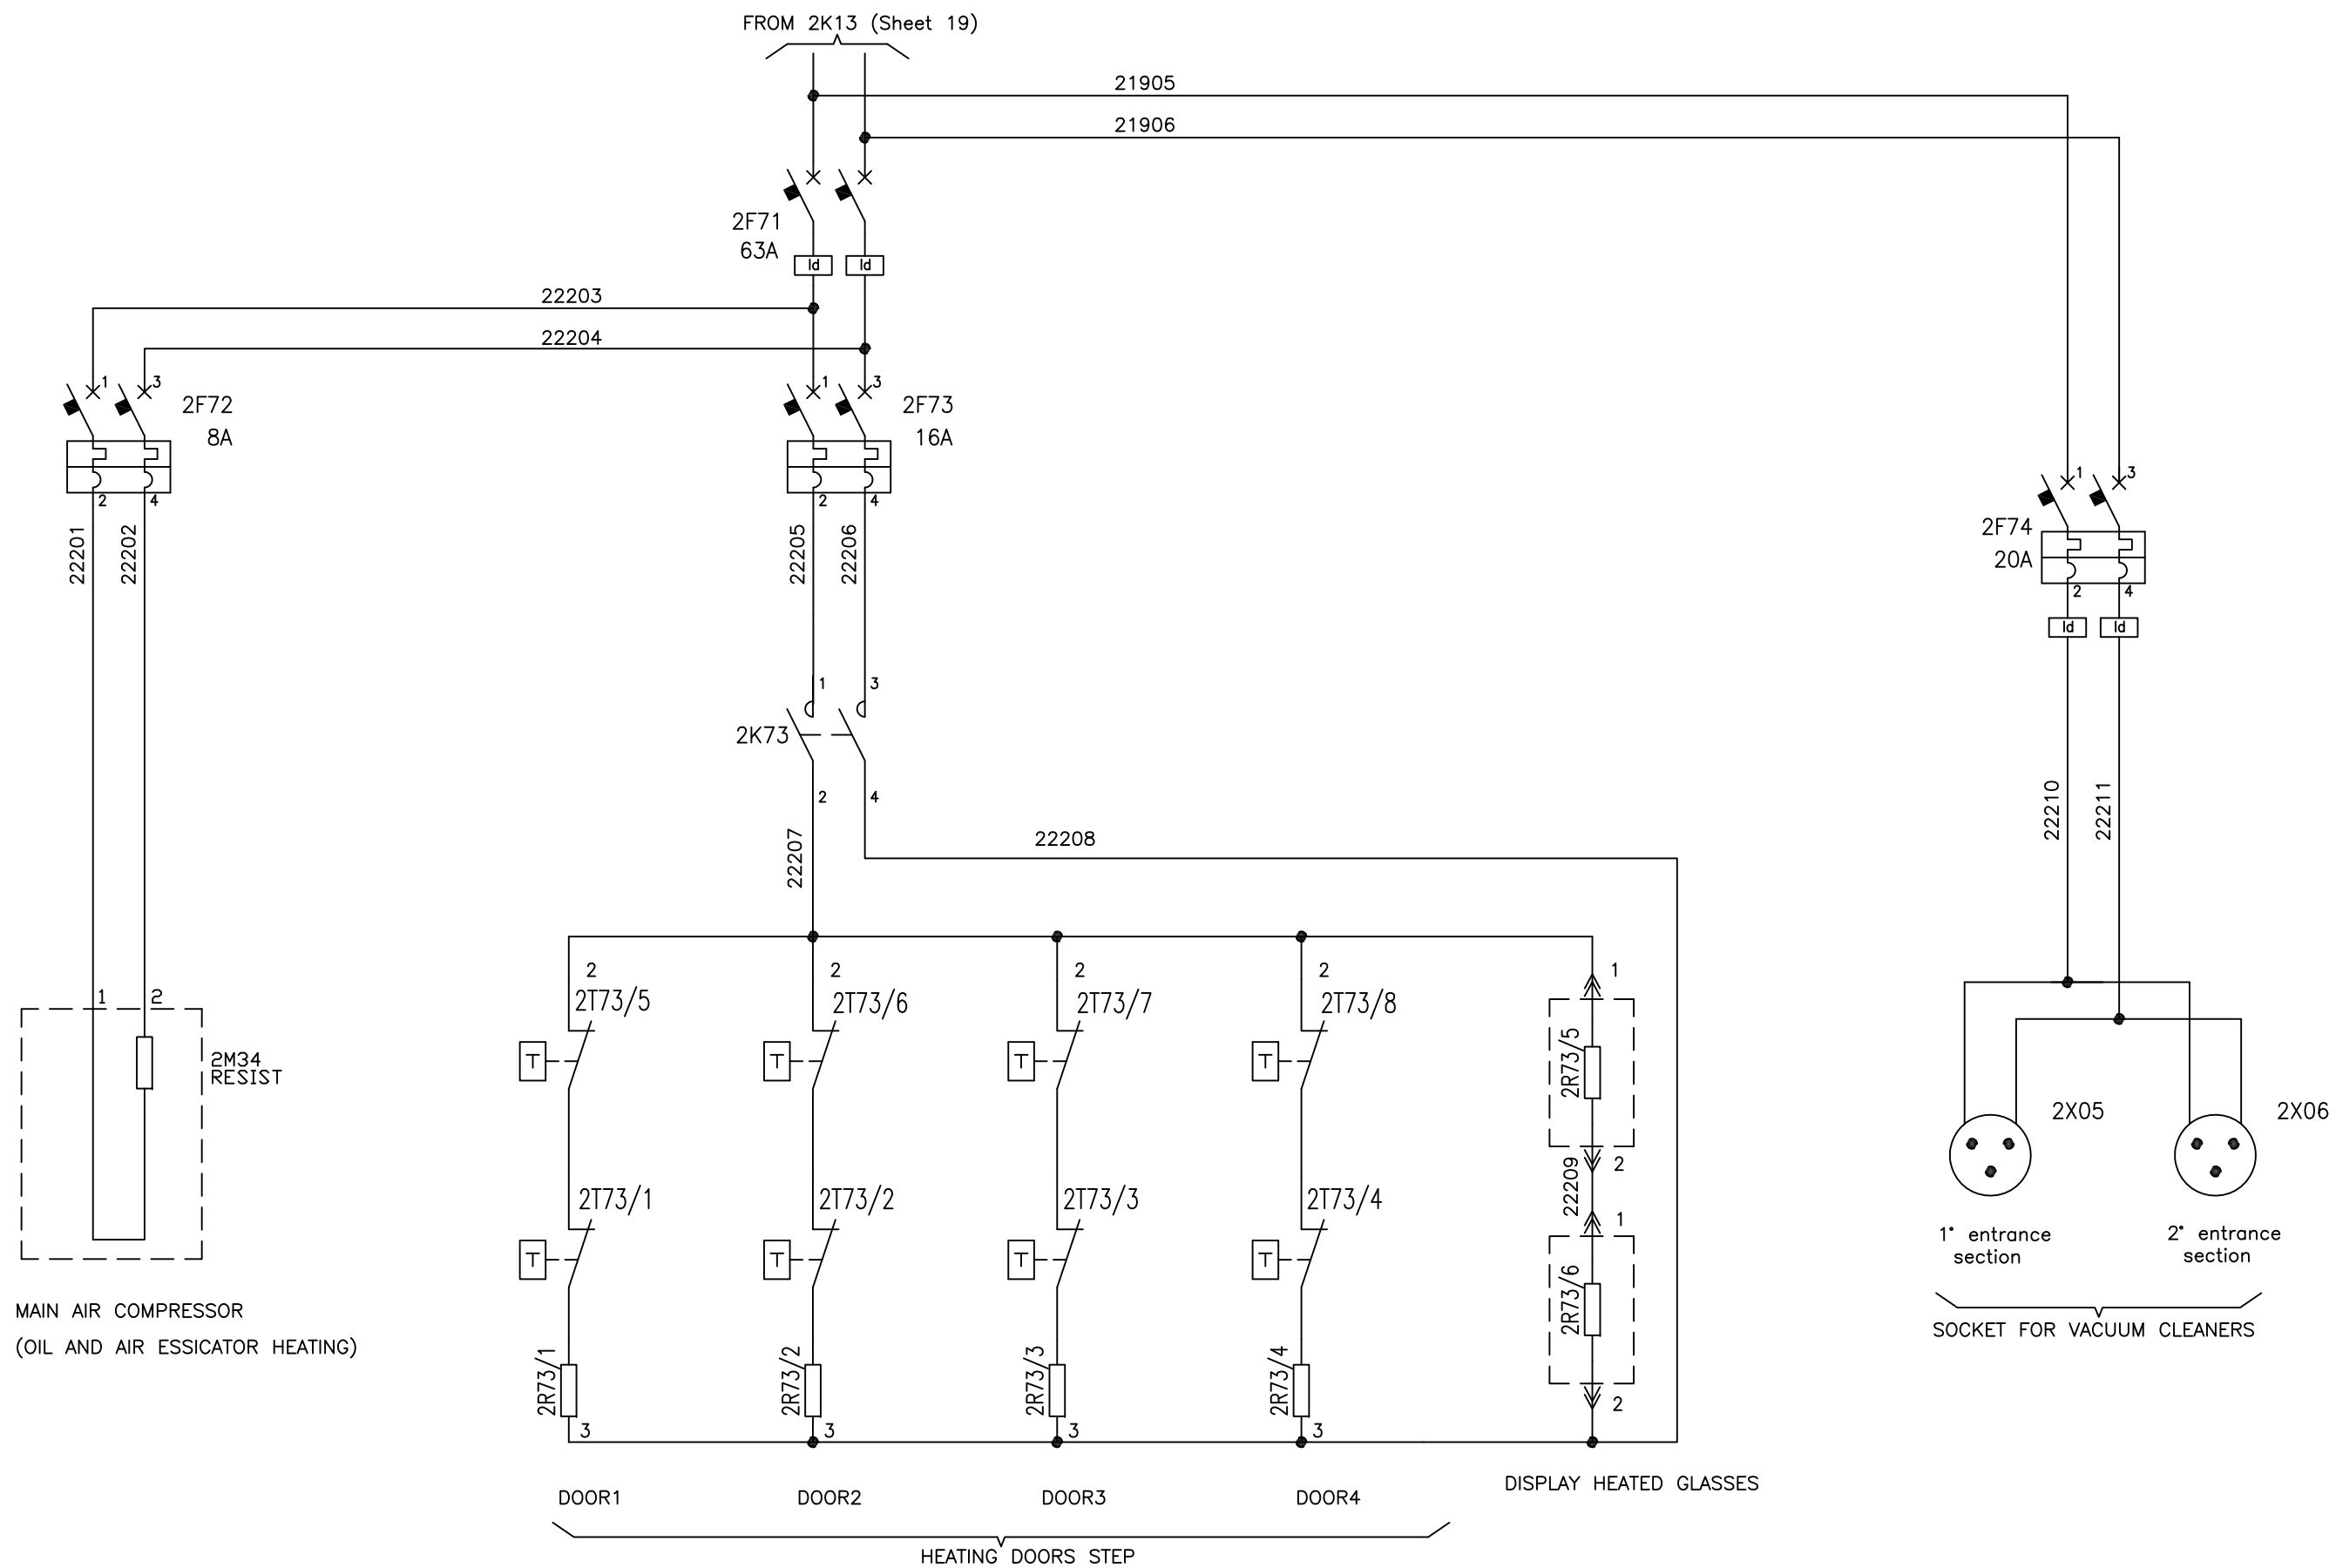 FROM 2K13 (Sheet 19)
21905
21906
2F71
63A
Id Id
22203
22204
1 3
2F72
8A
2 4
22201
22202
1 3
2F73
16A
2 4
22205
22206
1 3
2F74
20A
2 4
Id Id
22210
22211
1 3
2K73
2 4
22207
22208
2 2 2 2 1
2T73/5 2T73/6 2T73/7 2T73/8
T T T T
2R73/5
2
22209
1
2T73/1 2T73/2 2T73/3 2T73/4
T T T T
2R73/6
2
2R73/1 2R73/2 2R73/3 2R73/4
3 3 3 3
1 2
2M34
RESIST
MAIN AIR COMPRESSOR
(OIL AND AIR ESSICATOR HEATING)
DOOR1 DOOR2 DOOR3 DOOR4
HEATING DOORS STEP
DISPLAY HEATED GLASSES
2X05 2X06
1° entrance
section
2° entrance
section
SOCKET FOR VACUUM CLEANERS